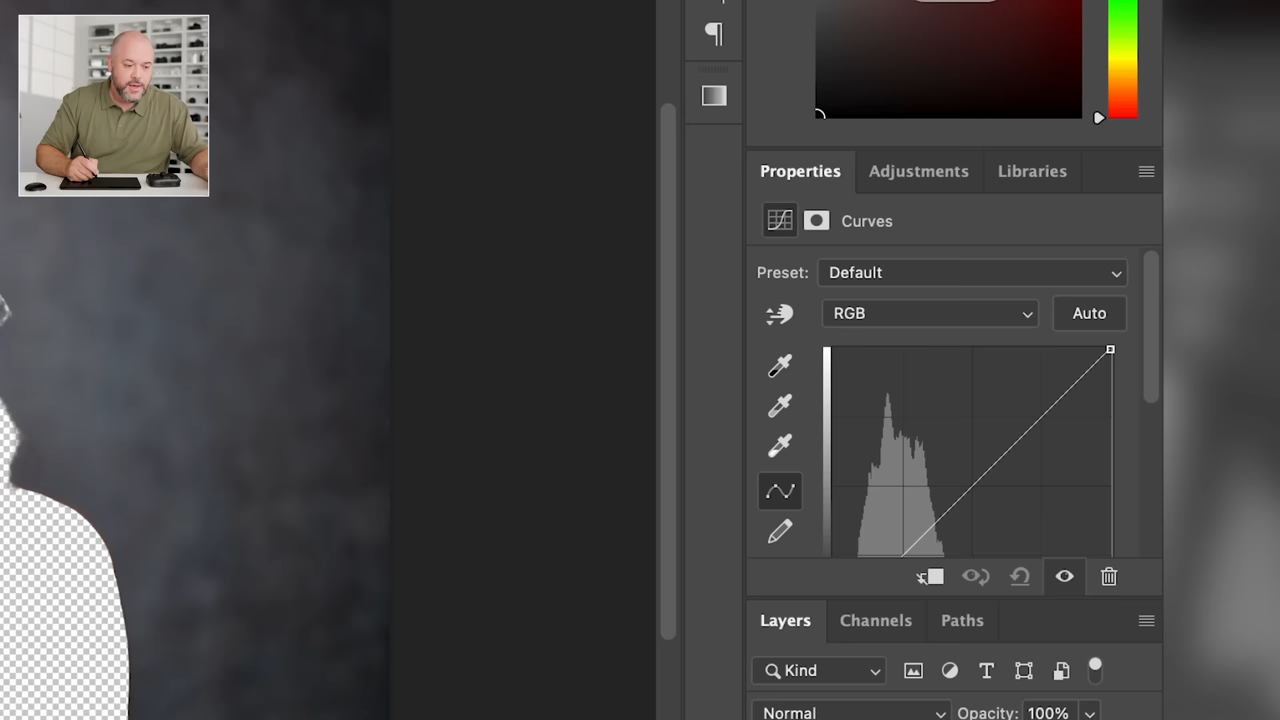 Properties Adjustments Libraries
Curves
Preset: Default
RGB Auto
Layers Channels Paths
Kind
Normal Opacity: 100%